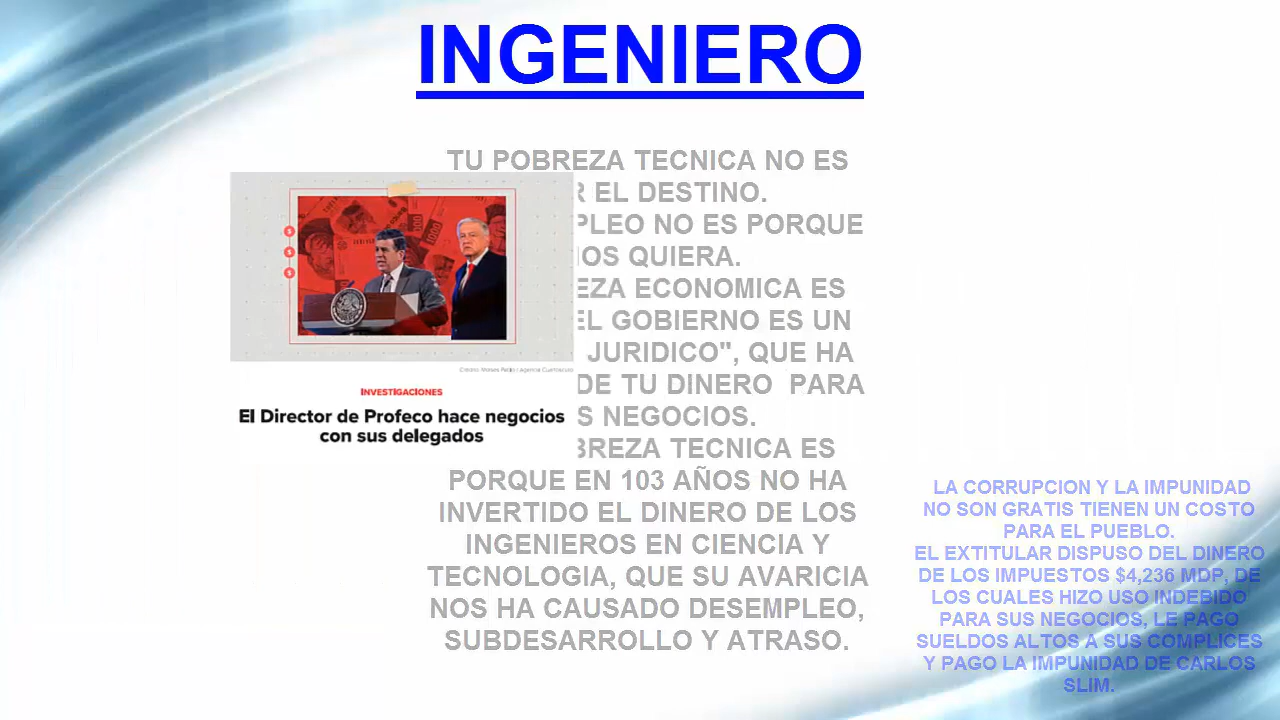 INGENIERO
TU POBREZA TECNICA NO ES
EL DESTINO.
PLEO NO ES PORQUE
IOS QUIERA.
EZA ECONOMICA ES
EL GOBIERNO ES UN
JURIDICO", QUE HA
DE TU DINERO PARA
S NEGOCIOS.
BREZA TECNICA ES
PORQUE EN 103 AÑOS NO HA
INVERTIDO EL DINERO DE LOS
INGENIEROS EN CIENCIA Y
TECNOLOGIA, QUE SU AVARICIA
NOS HA CAUSADO DESEMPLEO,
SUBDESARROLLO Y ATRASO.
INVESTIGACIONES
El Director de Profeco hace negocios
con sus delegados
LA CORRUPCION Y LA IMPUNIDAD
NO SON GRATIS TIENEN UN COSTO
PARA EL PUEBLO.
EL EXTITULAR DISPUSO DEL DINERO
DE LOS IMPUESTOS $4,236 MDP, DE
LOS CUALES HIZO USO INDEBIDO
PARA SUS NEGOCIOS, LE PAGO
SUELDOS ALTOS A SUS COMPLICES
Y PAGO LA IMPUNIDAD DE CARLOS
SLIM.